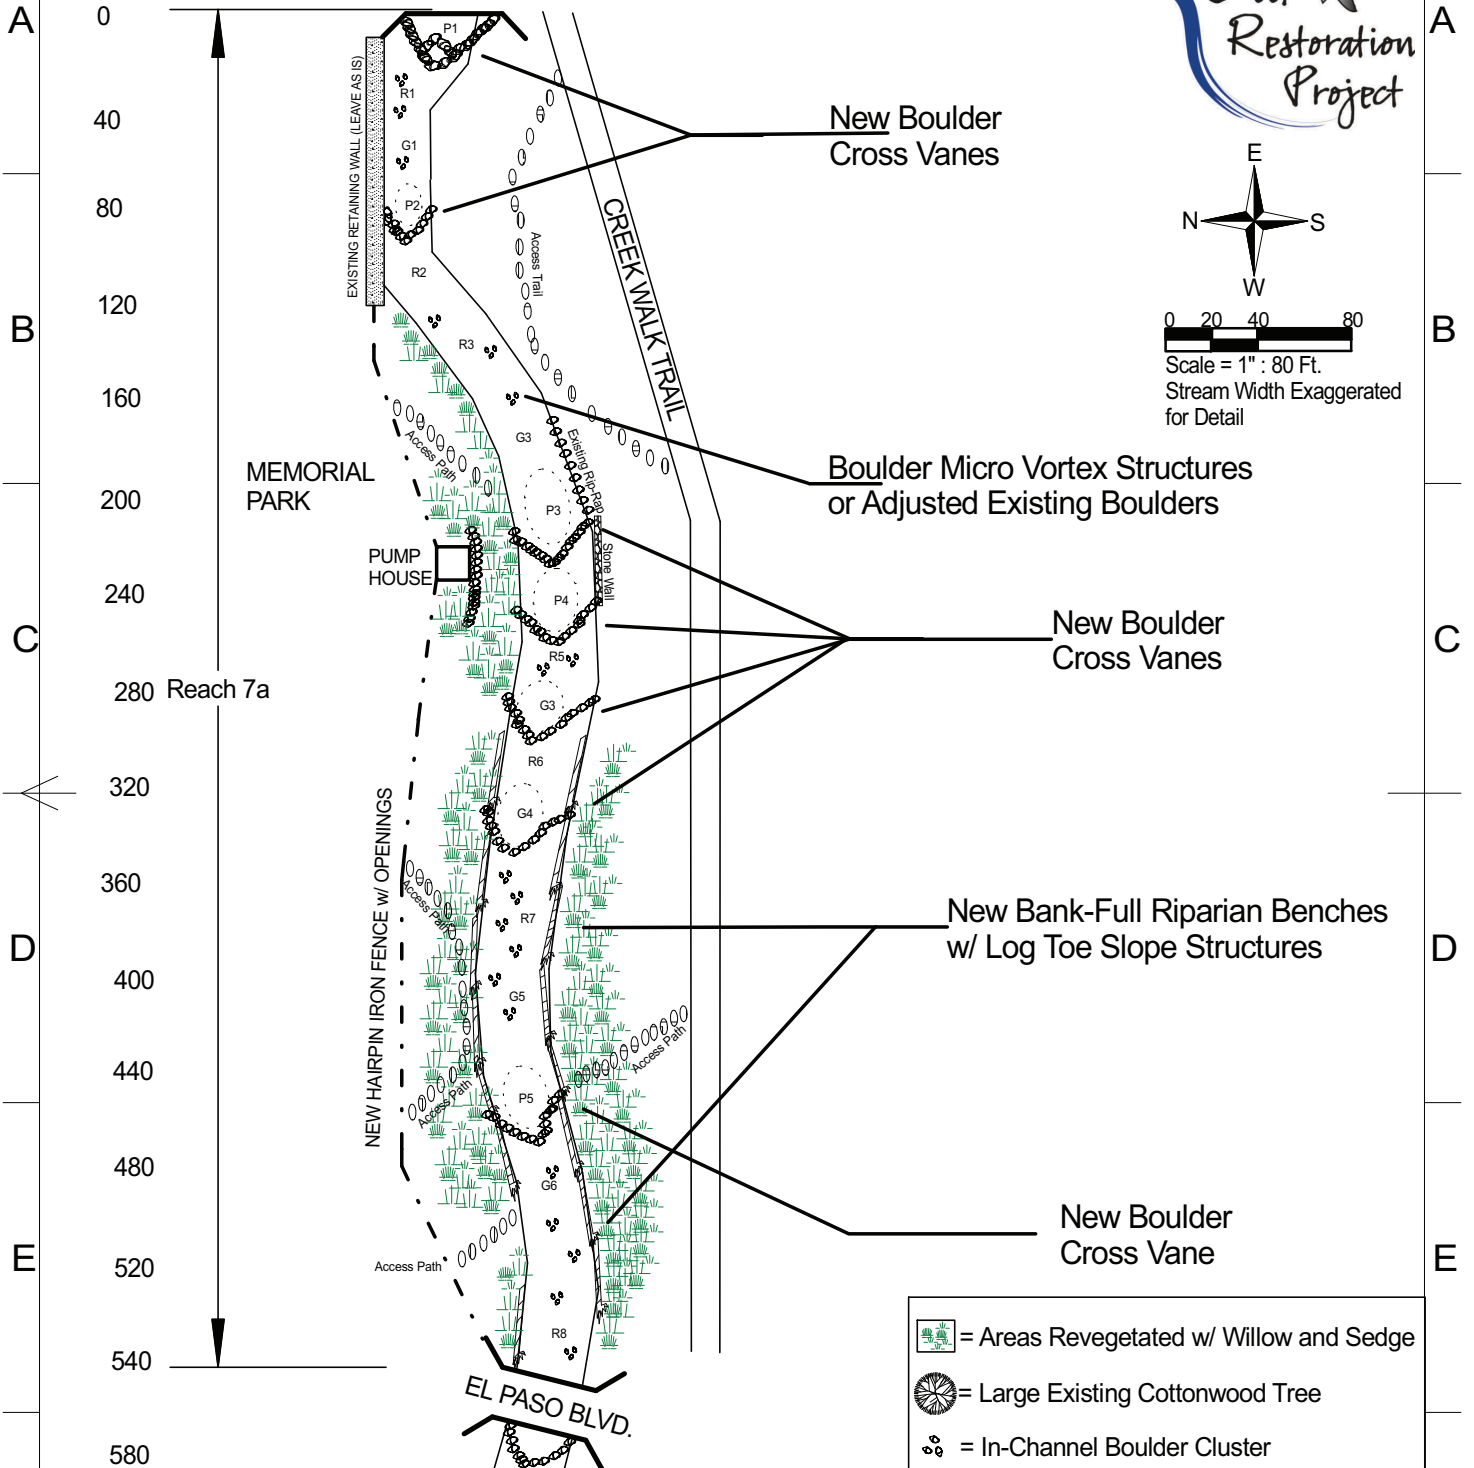 A
0
P1
A
Restoration
Project
EXISTING RETAINING WALL (LEAVE AS IS)
R1
40
New Boulder
Cross Vanes
G1
E
N
S
W
80
P2
CREEK WALK TRAIL
Access Trail
R2
120
B
B
R3
0 20 40 80
Scale = 1" : 80 Ft.
Stream Width Exaggerated
for Detail
160
Access Path
G3
Existing Rip-Rap
MEMORIAL
PARK
Boulder Micro Vortex Structures
or Adjusted Existing Boulders
200
P3
PUMP
HOUSE
Stone Wall
240
P4
C
New Boulder
Cross Vanes
C
R5
280
Reach 7a
G3
R6
320
G4
NEW HAIRPIN IRON FENCE w/ OPENINGS
360
Access Path
R7
New Bank-Full Riparian Benches
w/ Log Toe Slope Structures
D
D
400
G5
Access Path
440
P5
Access Path
480
G6
New Boulder
Cross Vane
E
E
520
Access Path
R8
540
EL PASO BLVD.
580
= Areas Revegetated w/ Willow and Sedge
= Large Existing Cottonwood Tree
= In-Channel Boulder Cluster